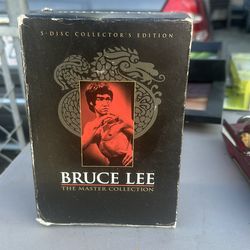 5-DISC COLLECTOR'S EDITION
BRUCE LEE
THE MASTER COLLECTION